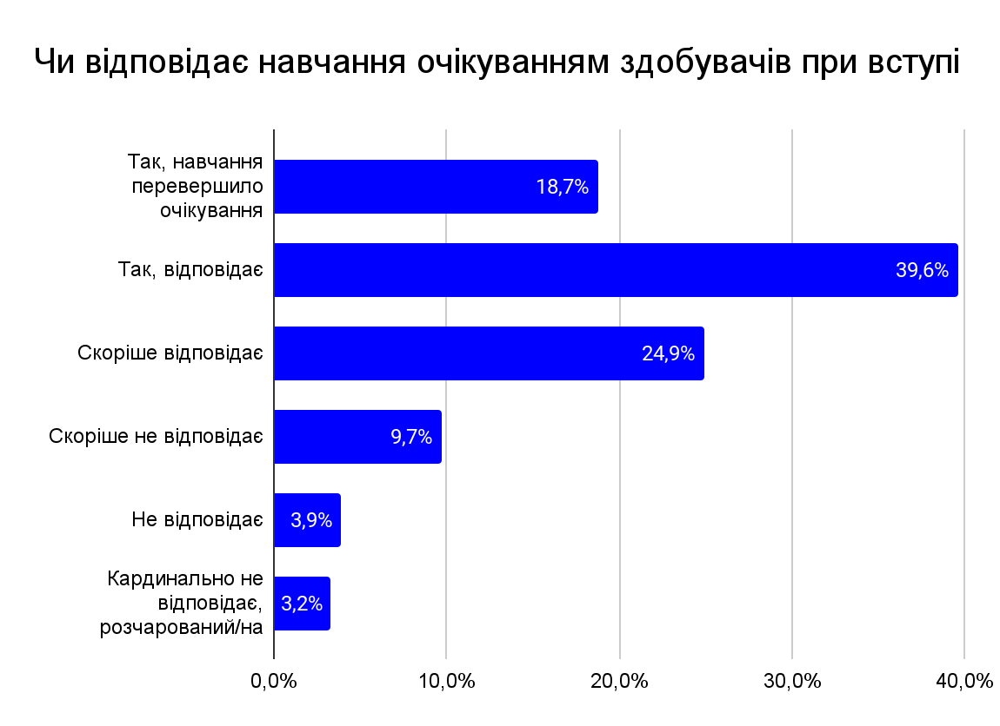 Чи відповідає навчання очікуванням здобувачів при вступі
Так, навчання
перевершило
очікування
18,7%
Так, відповідає
39,6%
Скоріше відповідає
24,9%
Скоріше не відповідає
9,7%
Не відповідає
3,9%
Кардинально не
відповідає,
розчарований/на
3,2%
0,0%
10,0%
20,0%
30,0%
40,0%